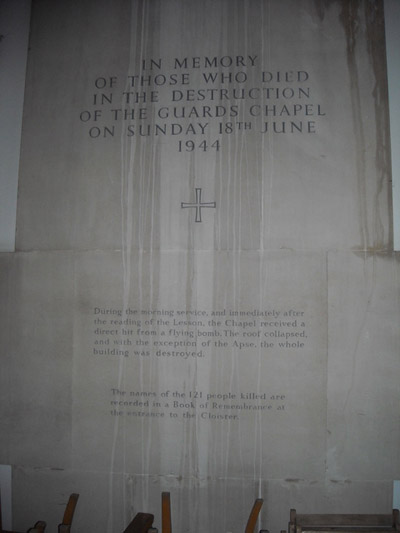 IN MEMORY
OF THOSE WHO DIED
IN THE DESTRUCTION
OF THE GUARDS CHAPEL
ON SUNDAY 18TH JUNE
1944
During the morning service, and immediately after
the reading of the Lesson, the Chapel received a
direct hit from a flying bomb. The roof collapsed,
and with the exception of the Apse, the whole
building was destroyed.
The names of the 121 people killed are
recorded in a Book of Remembrance at
the entrance to the Cloister.